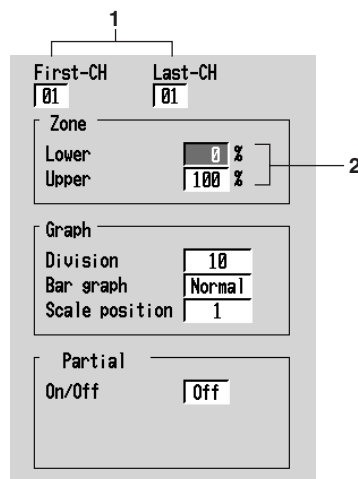 1
First-CH Last-CH
01 01
Zone
Lower 0 %
Upper 100 %
2
Graph
Division 10
Bar graph Normal
Scale position 1
Partial
On/Off Off